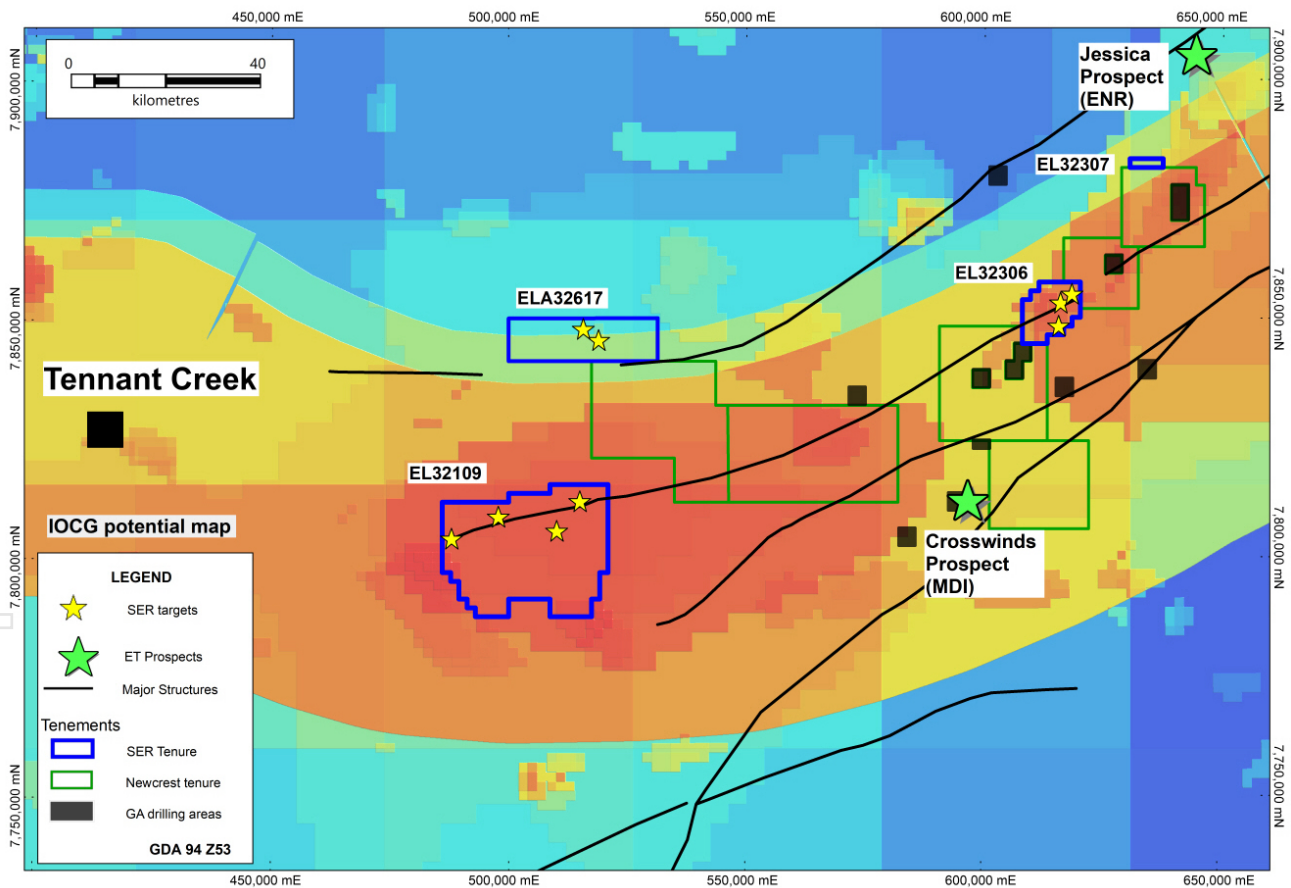 450,000 mE
500,000 mE
550,000 mE
600,000 mE
650,000 mE
7,900,000 mN
7,850,000 mN
7,800,000 mN
7,750,000 mN
0
40
kilometres
Jessica
Prospect
(ENR)
EL32307
EL32306
ELA32617
Tennant Creek
EL32109
IOCG potential map
Crosswinds
Prospect
(MDI)
LEGEND
SER targets
ET Prospects
Major Structures
Tenements
SER Tenure
Newcrest tenure
GA drilling areas
GDA 94 Z53
7,900,000 mN
7,850,000 mN
7,800,000 mN
7,750,000 mN
450,000 mE
500,000 mE
550,000 mE
600,000 mE
650,000 mE